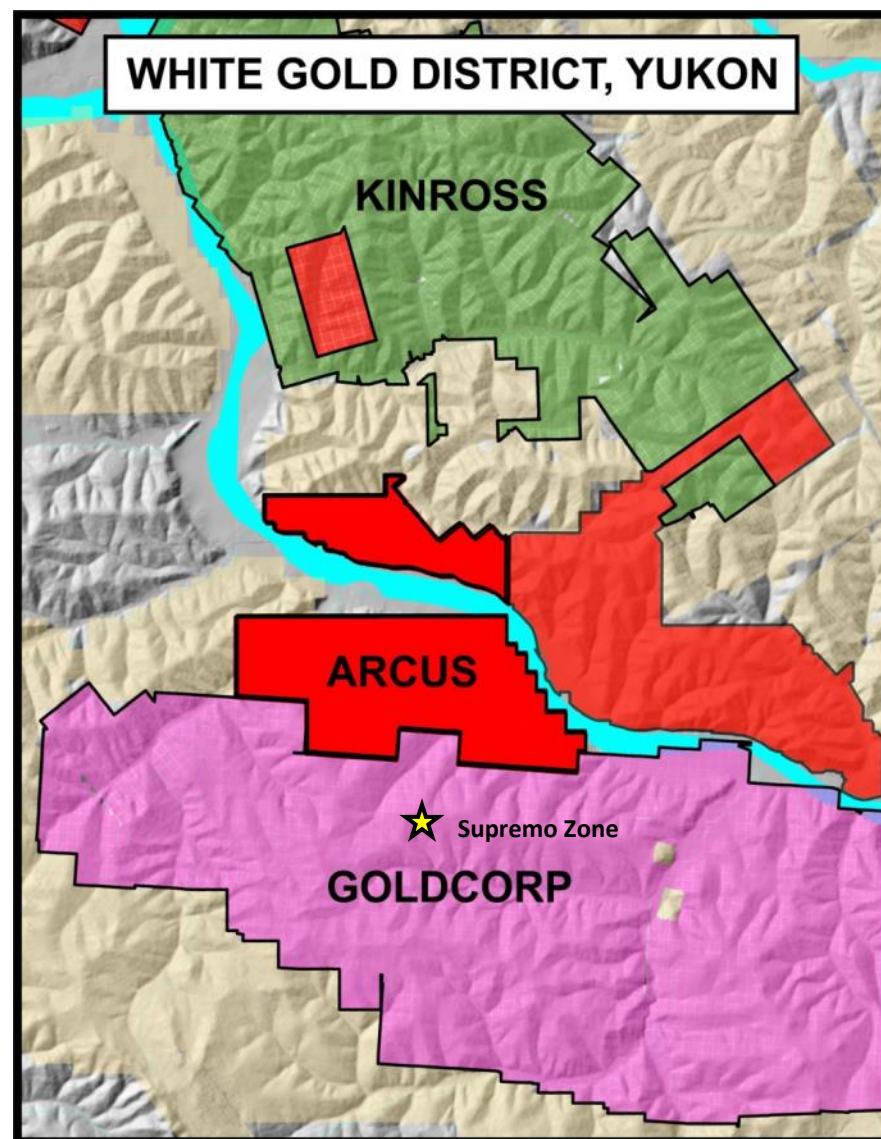 WHITE GOLD DISTRICT, YUKON
KINROSS
ARCUS
Supremo Zone
GOLDCORP